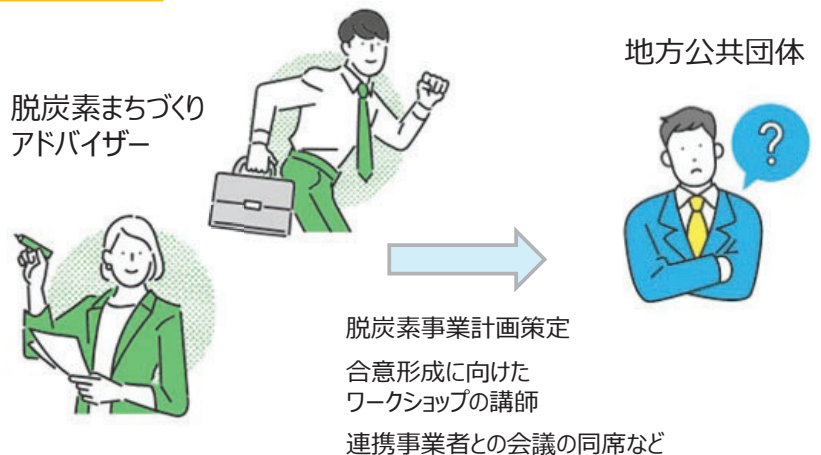 脱炭素まちづくり
アドバイザー
地方公共団体
?
脱炭素事業計画策定
合意形成に向けた
ワークショップの講師
連携事業者との会議の同席など